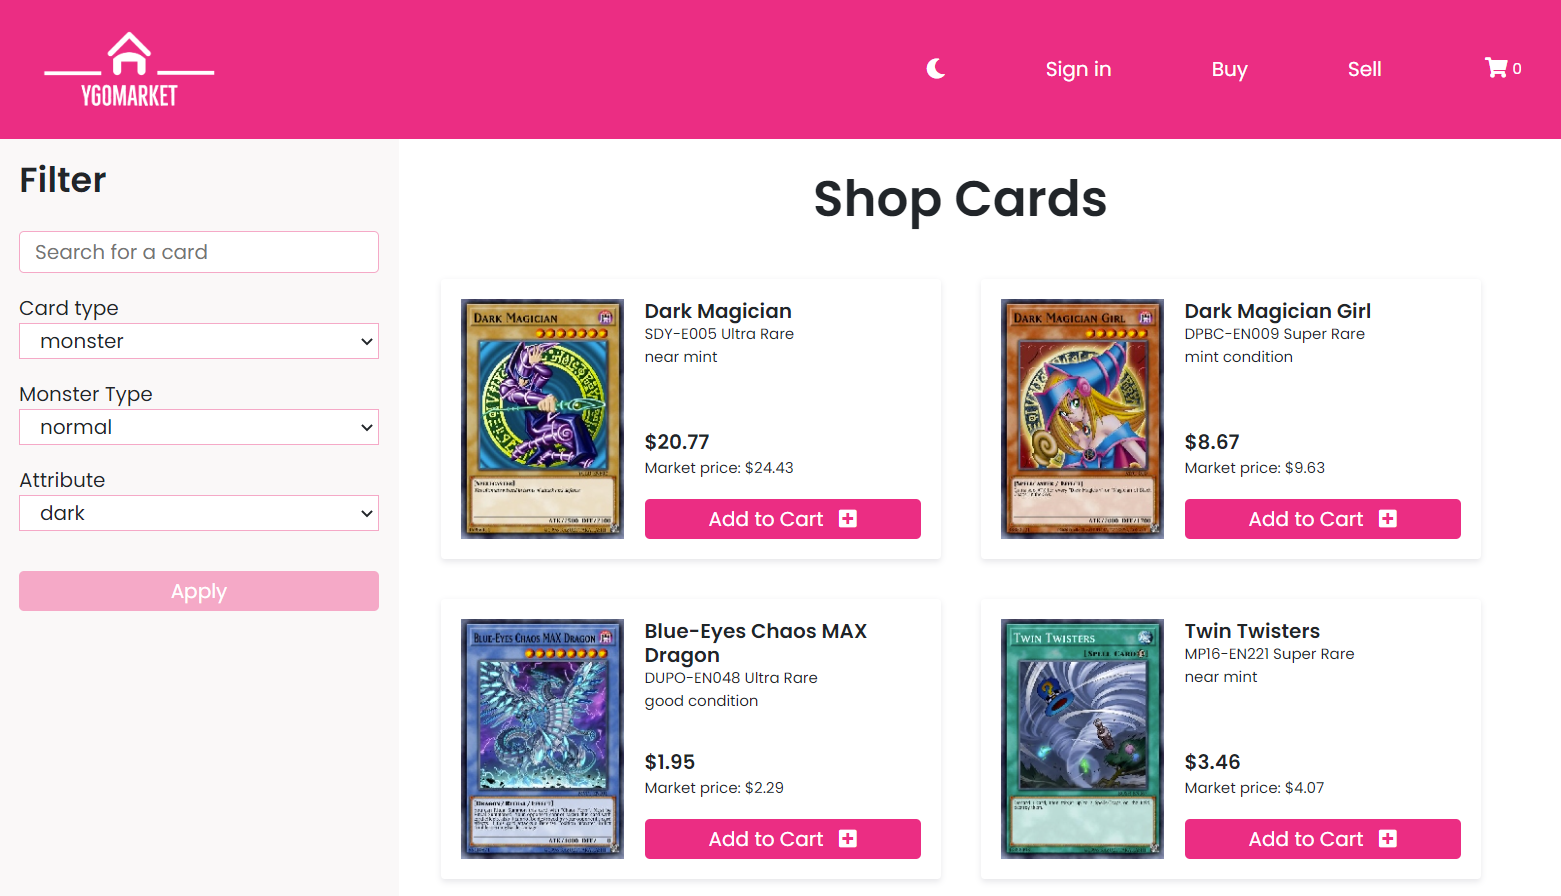 YGOMARKET
Sign in
Buy
Sell
0
Filter
Search for a card
Card type
monster
Monster Type
normal
Attribute
dark
Apply
Shop Cards
DARK MAGICIAN
Dark Magician
SDY-E005 Ultra Rare
near mint
$20.77
Market price: $24.43
Add to Cart
DARK MAGICIAN GIRL
Dark Magician Girl
DPBC-EN009 Super Rare
mint condition
$8.67
Market price: $9.63
Add to Cart
BLUE-EYES CHAOS MAX DRAGON
Blue-Eyes Chaos MAX
Dragon
DUPO-EN048 Ultra Rare
good condition
$1.95
Market price: $2.29
Add to Cart
TWIN TWISTERS
[SPELL CARD]
Twin Twisters
MP16-EN221 Super Rare
near mint
$3.46
Market price: $4.07
Add to Cart